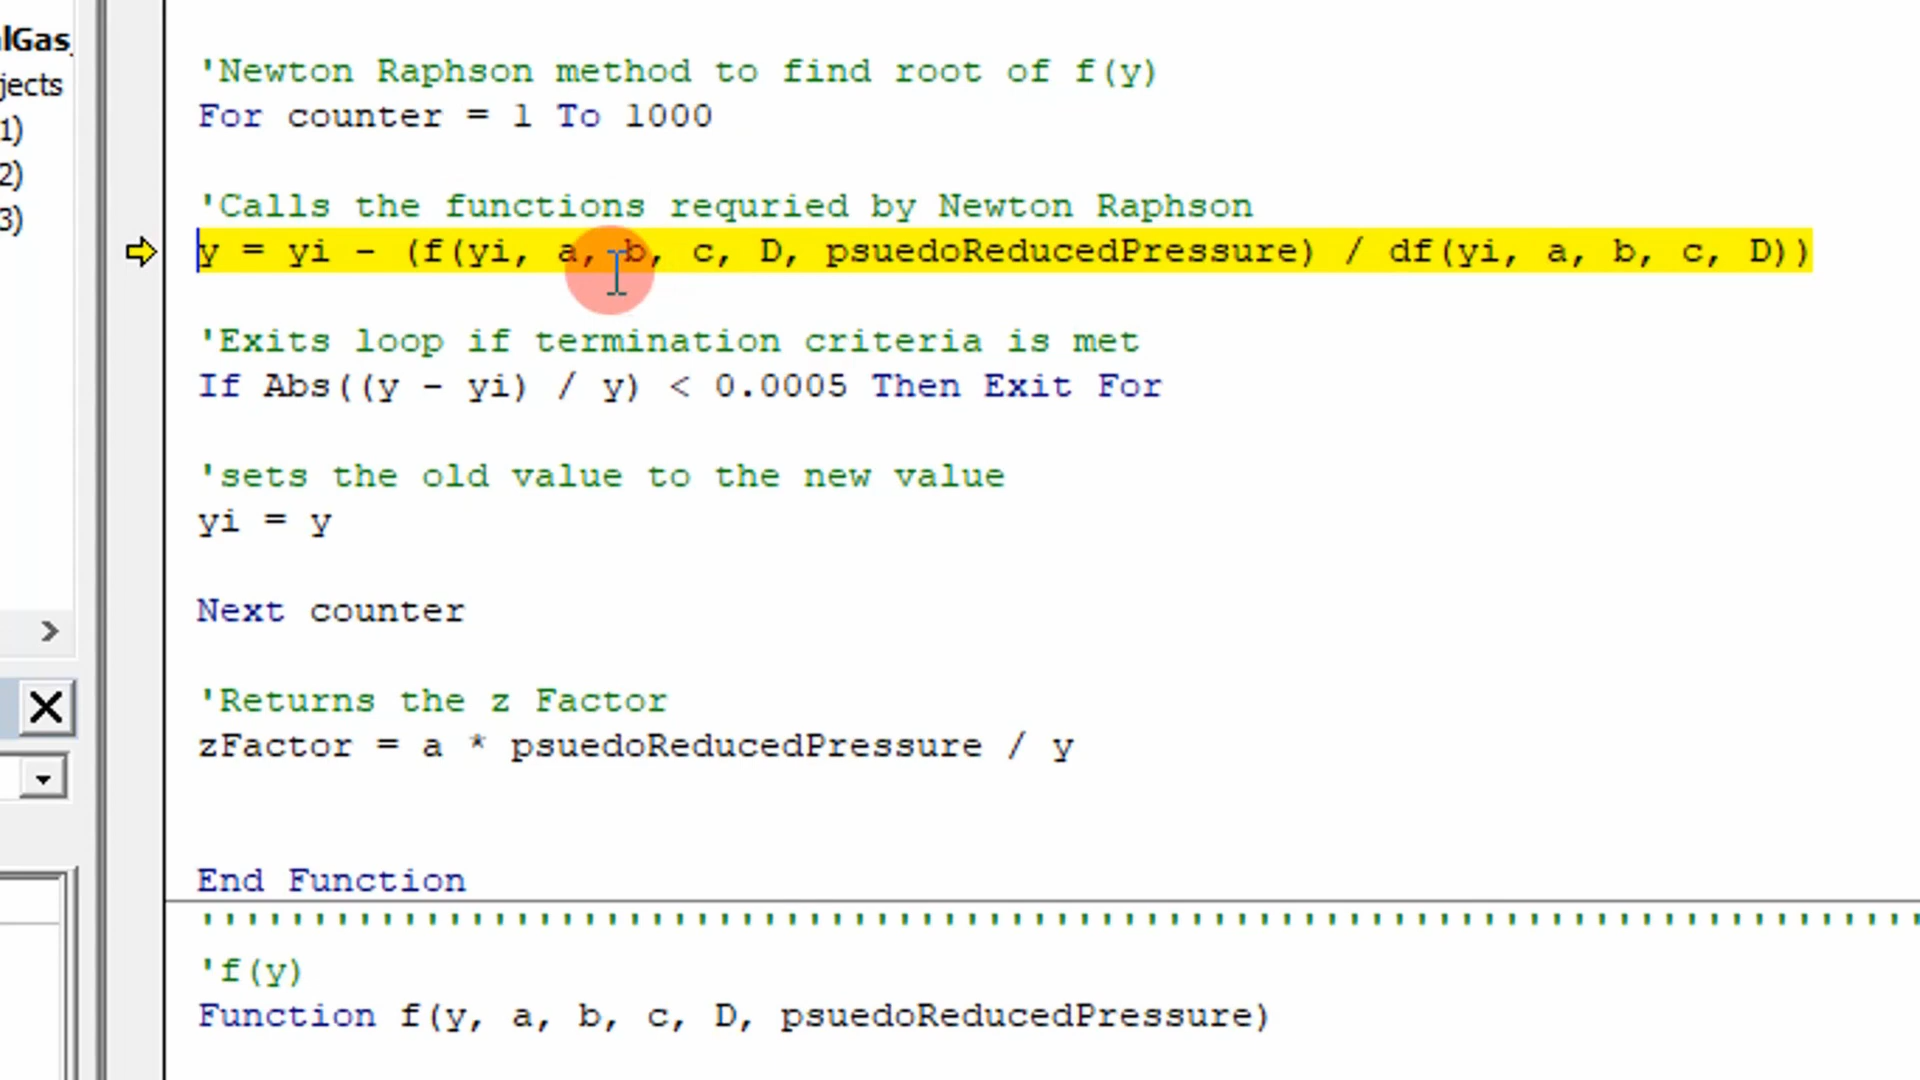 lGas_
jects
1)
2)
3)
'Newton Raphson method to find root of f(y)
For counter = 1 To 1000
'Calls the functions requried by Newton Raphson
y = yi - (f(yi, a, b, c, D, psuedoReducedPressure) / df(yi, a, b, c, D))
'Exits loop if termination criteria is met
If Abs((y - yi) / y) < 0.0005 Then Exit For
'sets the old value to the new value
yi = y
Next counter
'Returns the z Factor
zFactor = a * psuedoReducedPressure / y
End Function
'f(y)
Function f(y, a, b, c, D, psuedoReducedPressure)